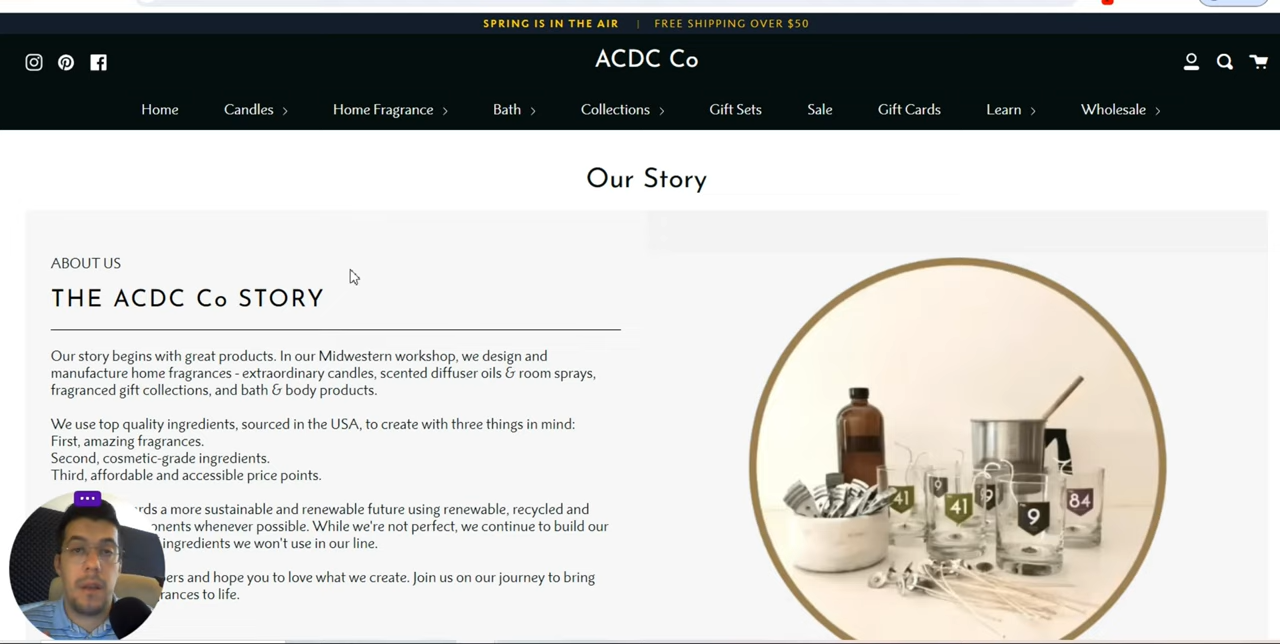 SPRING IS IN THE AIR | FREE SHIPPING OVER $50
ACDC Co
Home Candles Home Fragrance Bath Collections Gift Sets Sale Gift Cards Learn Wholesale
Our Story
ABOUT US
THE ACDC Co STORY
Our story begins with great products. In our Midwestern workshop, we design and
manufacture home fragrances - extraordinary candles, scented diffuser oils & room sprays,
fragranced gift collections, and bath & body products.
We use top quality ingredients, sourced in the USA, to create with three things in mind:
First, amazing fragrances.
Second, cosmetic-grade ingredients.
Third, affordable and accessible price points.
a more sustainable and renewable future using renewable, recycled and
whenever possible. While we're not perfect, we continue to build our
ingredients we won't use in our line.
and hope you to love what we create. Join us on our journey to bring
to life.
41
9
41
9
9
84